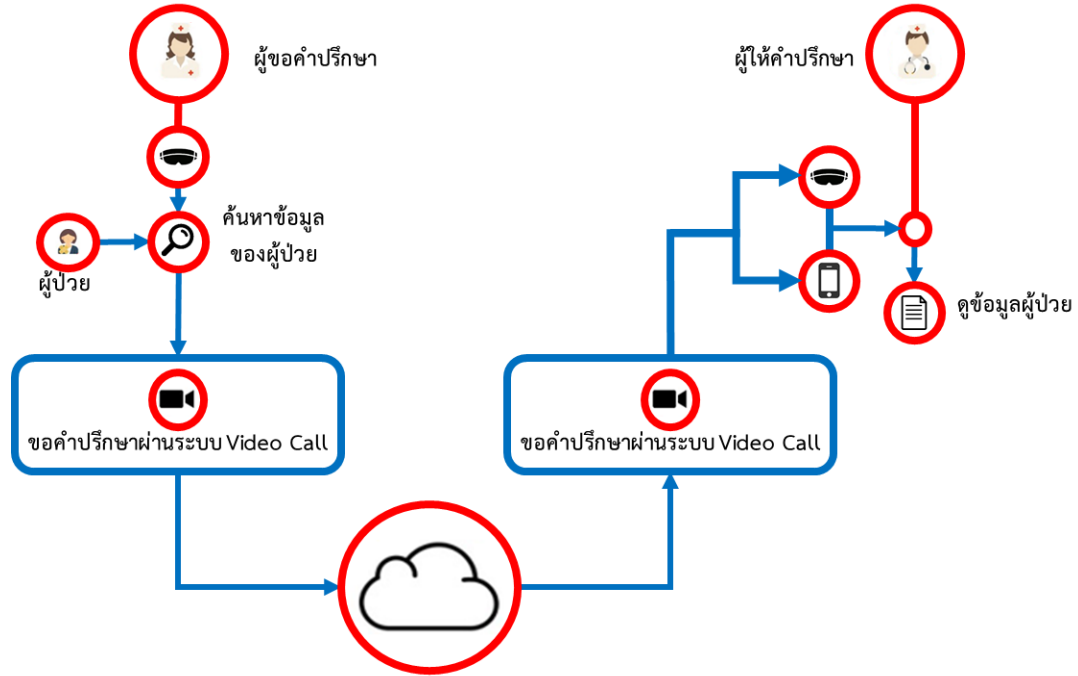 ผู้ขอคำปรึกษา
ผู้ให้คำปรึกษา
ค้นหาข้อมูล
ของผู้ป่วย
ผู้ป่วย
ดูข้อมูลผู้ป่วย
ขอคำปรึกษาผ่านระบบ Video Call
ขอคำปรึกษาผ่านระบบ Video Call